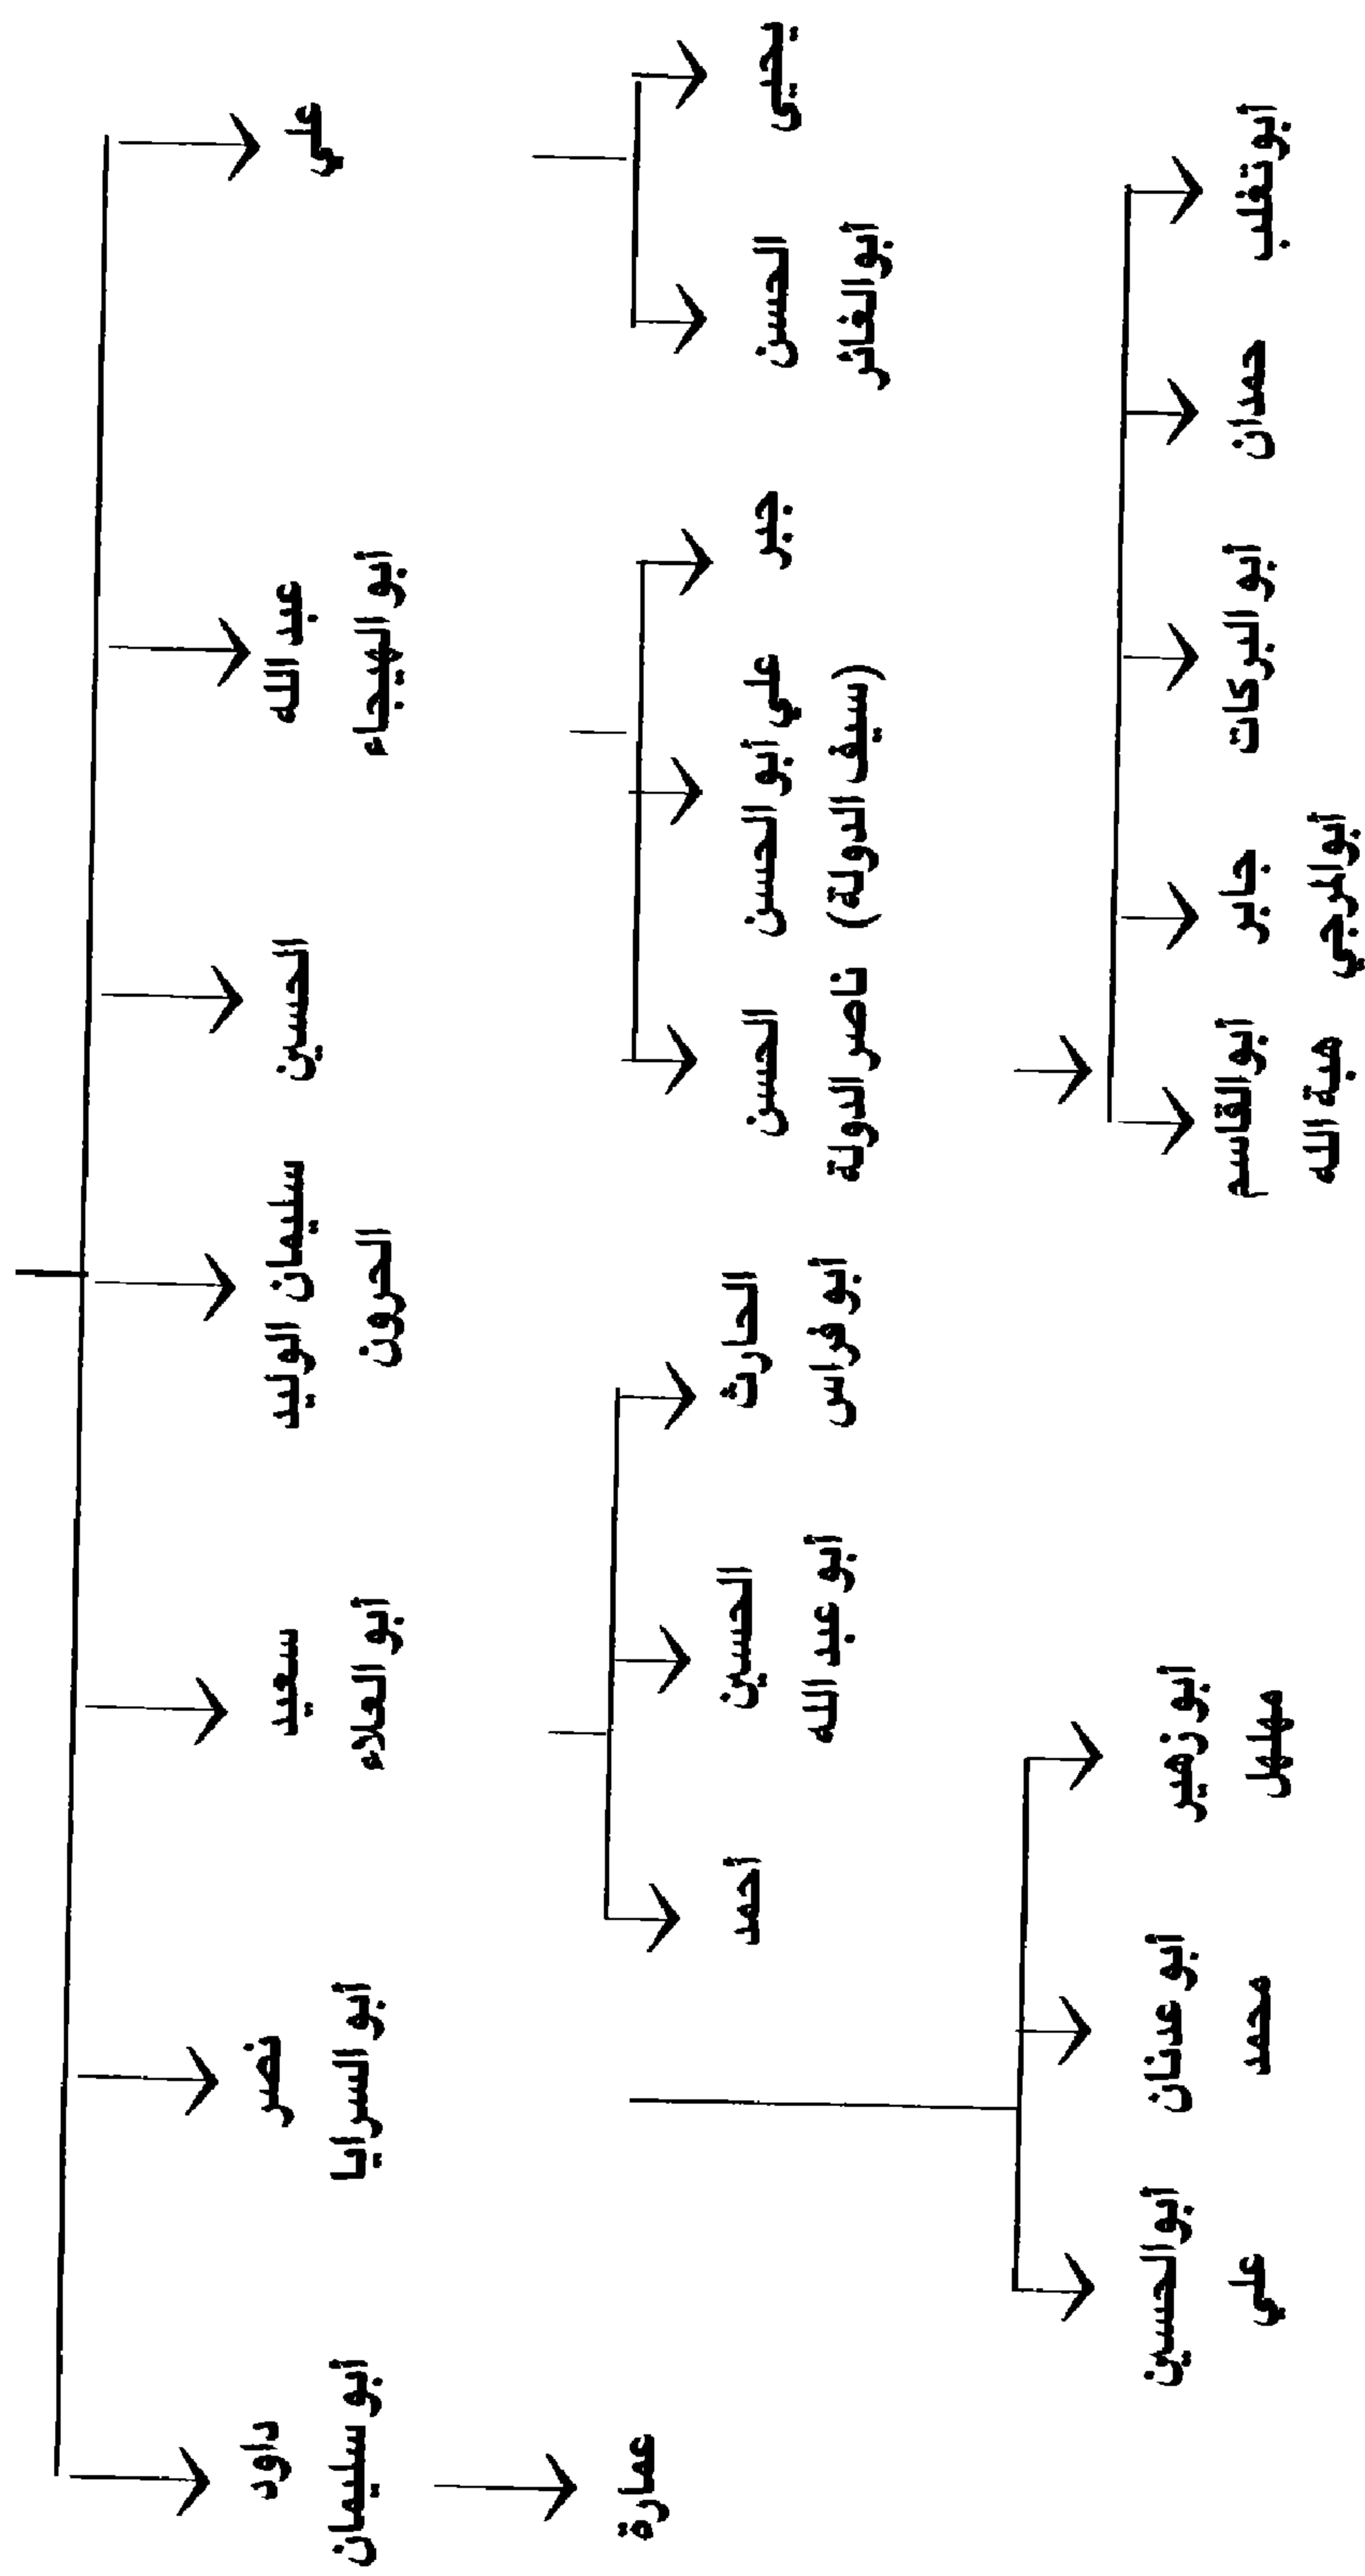 علي
عبد الله
أبو الهيجاء
الحسين
سليمان الوليد
الحرون
سعيد
أبو العلاء
نصر
أبو السرايا
داود
أبو سليمان
يحيى
الحسن
أبو الغائر
جبر
علي أبو الحسن
(سيف الدولة)
الحسن
ناصر الدولة
الحارث
أبو فراس
الحسين
أبو عبد الله
أحمد
عمارة
أبو تغلب
حمدان
أبو البركات
جابر
أبو المرجي
أبو القاسم
هبة الله
أبو زهير
مهلهل
أبو عدنان
محمد
أبو الحسين
علي